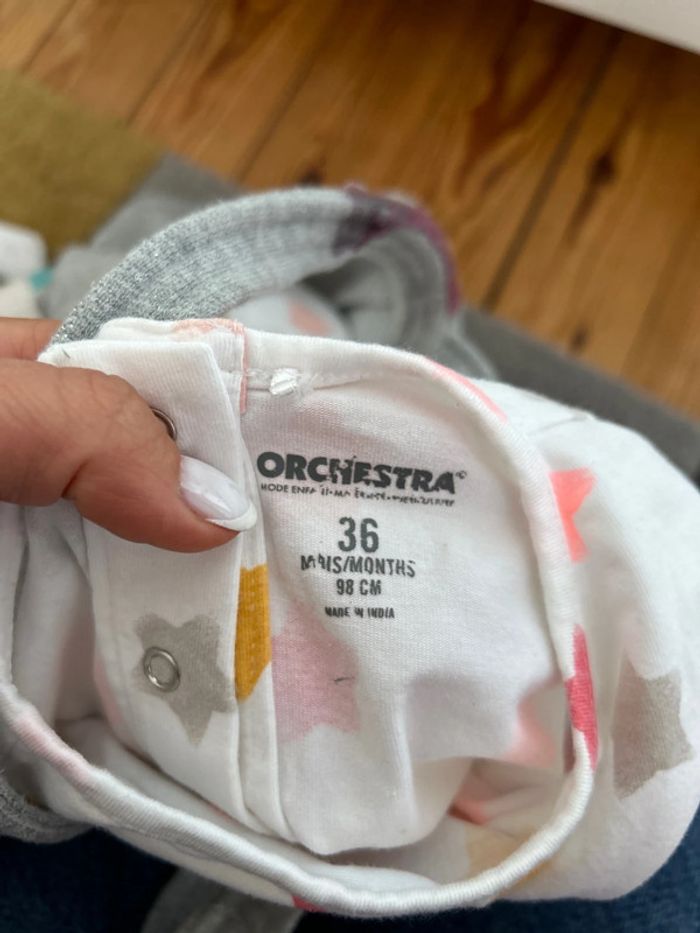 ORCHESTRA
36
MOIS/MONTHS
98 CM
MADE IN INDIA